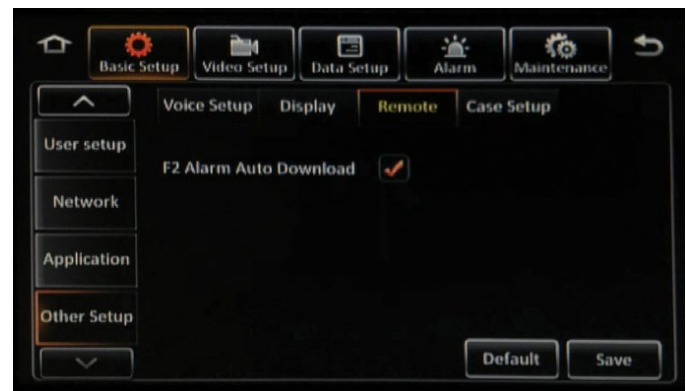 Basic Setup Video Setup Data Setup Alarm Maintenance
Voice Setup Display Remote Case Setup
User setup
F2 Alarm Auto Download
Network
Application
Other Setup
Default Save